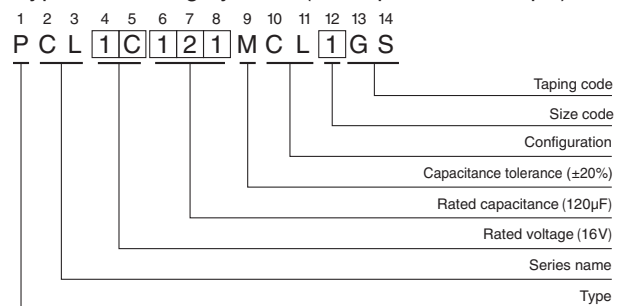 1 2 3 4 5 6 7 8 9 10 11 12 13 14
P C L 1 C 1 2 1 M C L 1 G S
Taping code
Size code
Configuration
Capacitance tolerance (±20%)
Rated capacitance (120µF)
Rated voltage (16V)
Series name
Type